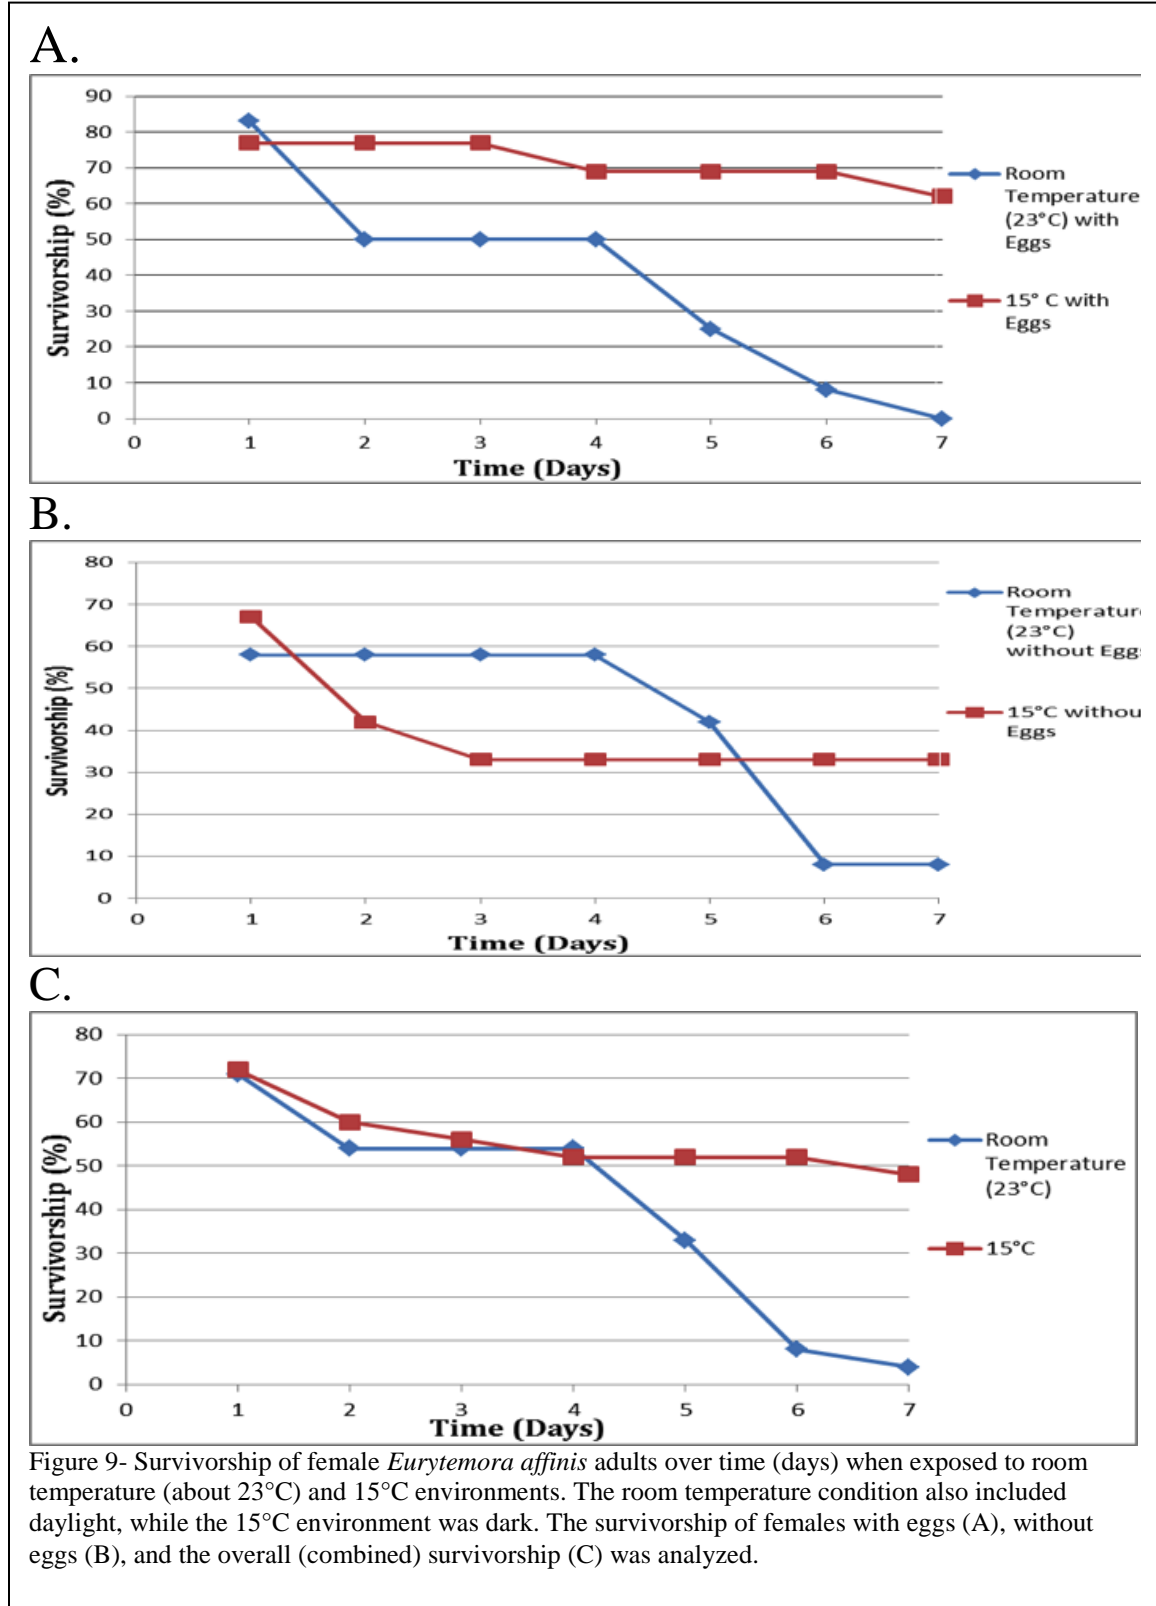 A.
90
80
70
60
50
40
30
20
10
0
Survivorship (%)
0 1 2 3 4 5 6 7
Time (Days)
Room
Temperature
(23°C) with
Eggs
15° C with
Eggs
B.
80
70
60
50
40
30
20
10
0
Survivorship (%)
0 1 2 3 4 5 6 7
Time (Days)
Room
Temperatur
(23°C)
without Egg
15°C withou
Eggs
C.
80
70
60
50
40
30
20
10
0
Survivorship (%)
0 1 2 3 4 5 6 7
Time (Days)
Room
Temperature
(23°C)
15°C
Figure 9- Survivorship of female Eurytemora affinis adults over time (days) when exposed to room
temperature (about 23°C) and 15°C environments. The room temperature condition also included
daylight, while the 15°C environment was dark. The survivorship of females with eggs (A), without
eggs (B), and the overall (combined) survivorship (C) was analyzed.